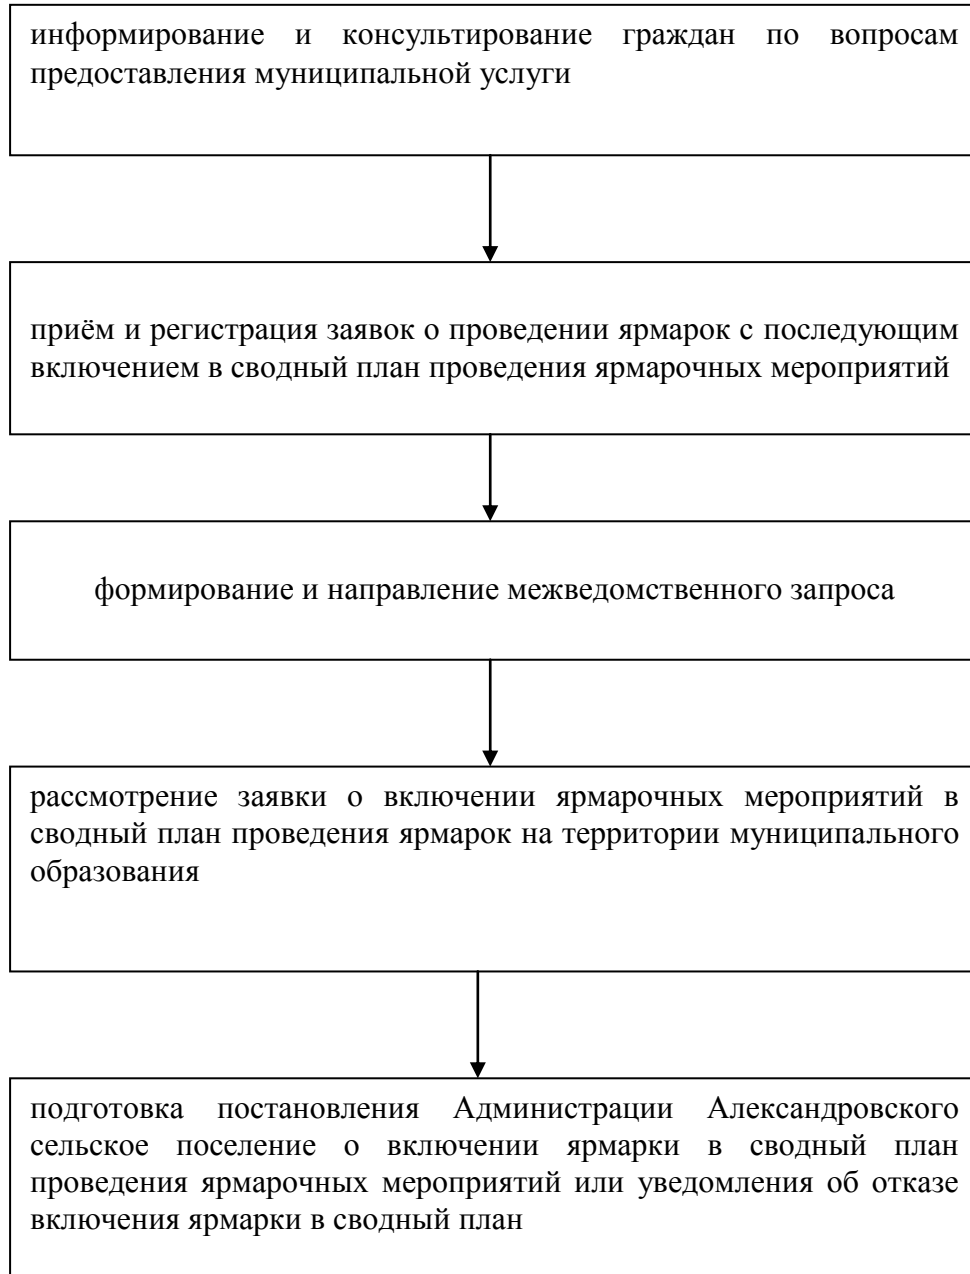 информирование и консультирование граждан по вопросам
предоставления муниципальной услуги
приём и регистрация заявок о проведении ярмарок с последующим
включением в сводный план проведения ярмарочных мероприятий
формирование и направление межведомственного запроса
рассмотрение заявки о включении ярмарочных мероприятий в
сводный план проведения ярмарок на территории муниципального
образования
подготовка постановления Администрации Александровского
сельское поселение о включении ярмарки в сводный план
проведения ярмарочных мероприятий или уведомления об отказе
включения ярмарки в сводный план